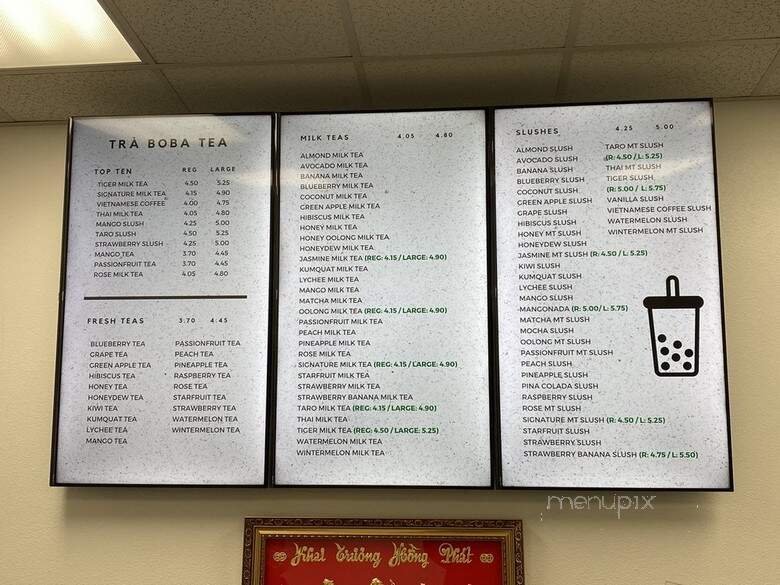 TRÀ BOBA TEA
TOP TEN REG LARGE
TIGER MILK TEA 4.50 5.25
SIGNATURE MILK TEA 4.15 4.90
VIETNAMESE COFFEE 4.00 4.75
THAI MILK TEA 4.05 4.80
MANGO SLUSH 4.25 5.00
TARO SLUSH 4.50 5.25
STRAWBERRY SLUSH 4.25 5.00
MANGO TEA 3.70 4.45
PASSIONFRUIT TEA 3.70 4.45
ROSE MILK TEA 4.05 4.80
FRESH TEAS 3.70 4.45
BLUEBERRY TEA
GRAPE TEA
GREEN APPLE TEA
HIBISCUS TEA
HONEY TEA
HONEYDEW TEA
KIWI TEA
KUMQUAT TEA
LYCHEE TEA
MANGO TEA
PASSIONFRUIT TEA
PEACH TEA
PINEAPPLE TEA
RASPBERRY TEA
ROSE TEA
STARFRUIT TEA
STRAWBERRY TEA
WATERMELON TEA
WINTERMELON TEA
MILK TEAS 4.05 4.80
ALMOND MILK TEA
AVOCADO MILK TEA
BANANA MILK TEA
BLUEBERRY MILK TEA
COCONUT MILK TEA
GREEN APPLE MILK TEA
HIBISCUS MILK TEA
HONEY MILK TEA
HONEY OOLONG MILK TEA
HONEYDEW MILK TEA
JASMINE MILK TEA (REG: 4.15 / LARGE: 4.90)
KUMQUAT MILK TEA
LYCHEE MILK TEA
MANGO MILK TEA
MATCHA MILK TEA
OOLONG MILK TEA (REG: 4.15 / LARGE: 4.90)
PASSIONFRUIT MILK TEA
PEACH MILK TEA
PINEAPPLE MILK TEA
ROSE MILK TEA
SIGNATURE MILK TEA (REG: 4.15 / LARGE: 4.90)
STARFRUIT MILK TEA
STRAWBERRY MILK TEA
STRAWBERRY BANANA MILK TEA
TARO MILK TEA (REG: 4.15 / LARGE: 4.90)
THAI MILK TEA
TIGER MILK TEA (REG: 4.50 / LARGE: 5.25)
WATERMELON MILK TEA
WINTERMELON MILK TEA
SLUSHES 4.25 5.00
ALMOND SLUSH
AVOCADO SLUSH
BANANA SLUSH
BLUEBERRY SLUSH
COCONUT SLUSH
GREEN APPLE SLUSH
GRAPE SLUSH
HIBISCUS SLUSH
HONEY MT SLUSH
HONEYDEW SLUSH
JASMINE MT SLUSH (R: 4.50 / L: 5.25)
KIWI SLUSH
KUMQUAT SLUSH
LYCHEE SLUSH
MANGO SLUSH
MANGONADA (R: 5.00/ L: 5.75)
MATCHA MT SLUSH
MOCHA SLUSH
OOLONG MT SLUSH
PASSIONFRUIT MT SLUSH
PEACH SLUSH
PINEAPPLE SLUSH
PINA COLADA SLUSH
RASPBERRY SLUSH
ROSE MT SLUSH
SIGNATURE MT SLUSH (R: 4.50 / L: 5.25)
STARFRUIT SLUSH
STRAWBERRY SLUSH
STRAWBERRY BANANA SLUSH (R: 4.75 / L: 5.50)
TARO MT SLUSH
(R: 4.50 / L: 5.25)
THAI MT SLUSH
TIGER SLUSH
(R: 5.00 / L: 5.75)
VANILLA SLUSH
VIETNAMESE COFFEE SLUSH
WATERMELON SLUSH
WINTERMELON MT SLUSH
menupix
Khai Trương Hồng Phát